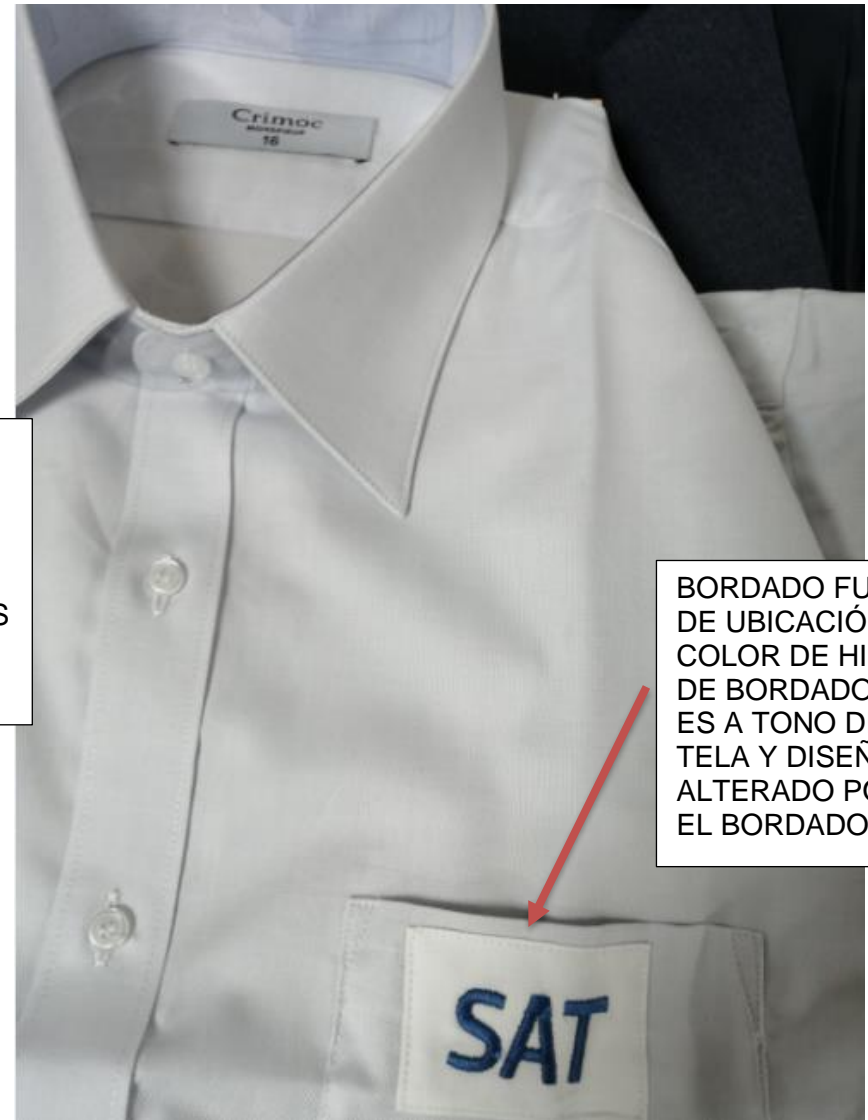 Crimoc
MONSIEUR
16
S
BORDADO FU
DE UBICACIÓ
COLOR DE HI
DE BORDADO
ES A TONO D
TELA Y DISEÑ
ALTERADO PO
EL BORDADO
SAT